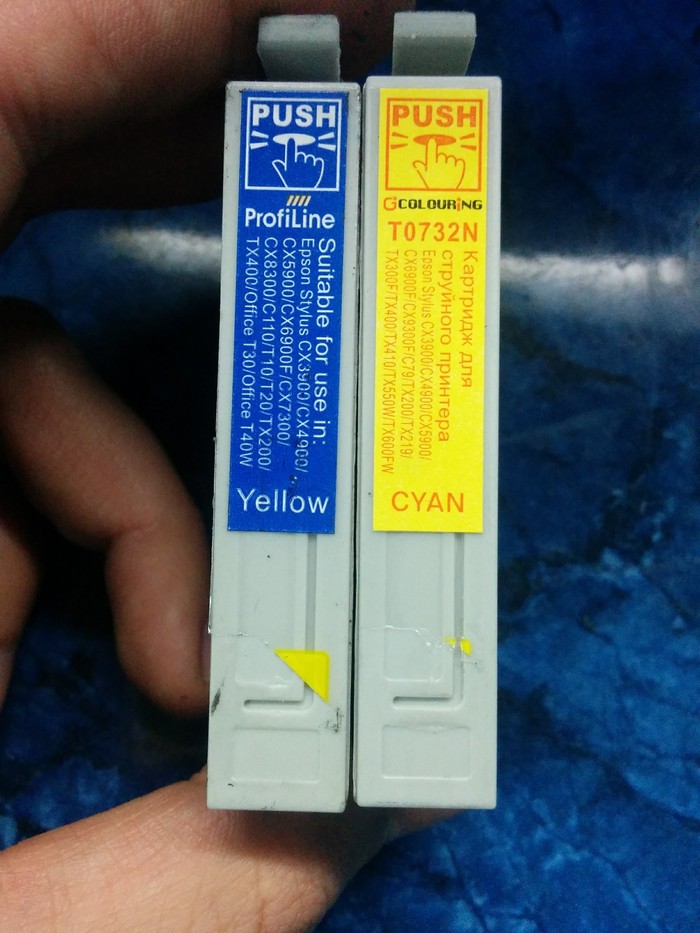 PUSH
ProfiLine
Suitable for use in:
Epson Stylus CX3900/CX4900/
CX5900/CX6900F/CX7300/
CX8300/C110/T10/T20/TX200/
TX400/Office T30/Office T40W
Yellow
PUSH
COLOURiNG
T0732N
Картридж для
струйного принтера
Epson Stylus CX3900/CX4900/CX5900/
CX6900F/CX9300F/C79/TX200/TX219/
TX300F/TX400TX410/TX550W/TX600FW
CYAN